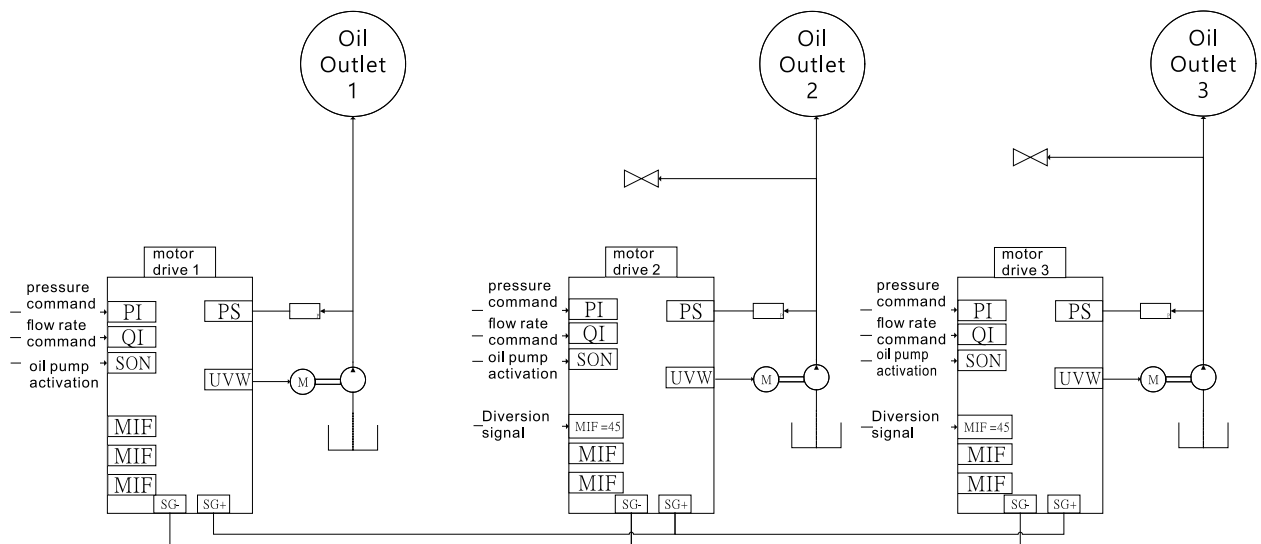 Oil
Outlet
1
Oil
Outlet
2
Oil
Outlet
3
motor
drive 1
pressure
command
PI
flow rate
command
QI
oil pump
activation
SON
PS
UVW
M
MIF
MIF
MIF
SG-
SG+
motor
drive 2
pressure
command
PI
flow rate
command
QI
oil pump
activation
SON
PS
UVW
M
Diversion
signal
MIF=45
MIF
MIF
SG-
SG+
motor
drive 3
pressure
command
PI
flow rate
command
QI
oil pump
activation
SON
PS
UVW
M
Diversion
signal
MIF=45
MIF
MIF
SG-
SG+